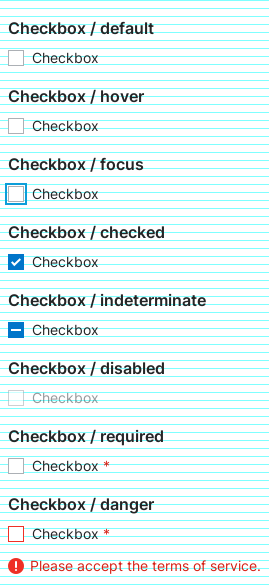 Checkbox / default
Checkbox
Checkbox / hover
Checkbox
Checkbox / focus
Checkbox
Checkbox / checked
Checkbox
Checkbox / indeterminate
Checkbox
Checkbox / disabled
Checkbox
Checkbox / required
Checkbox *
Checkbox / danger
Checkbox *
Please accept the terms of service.